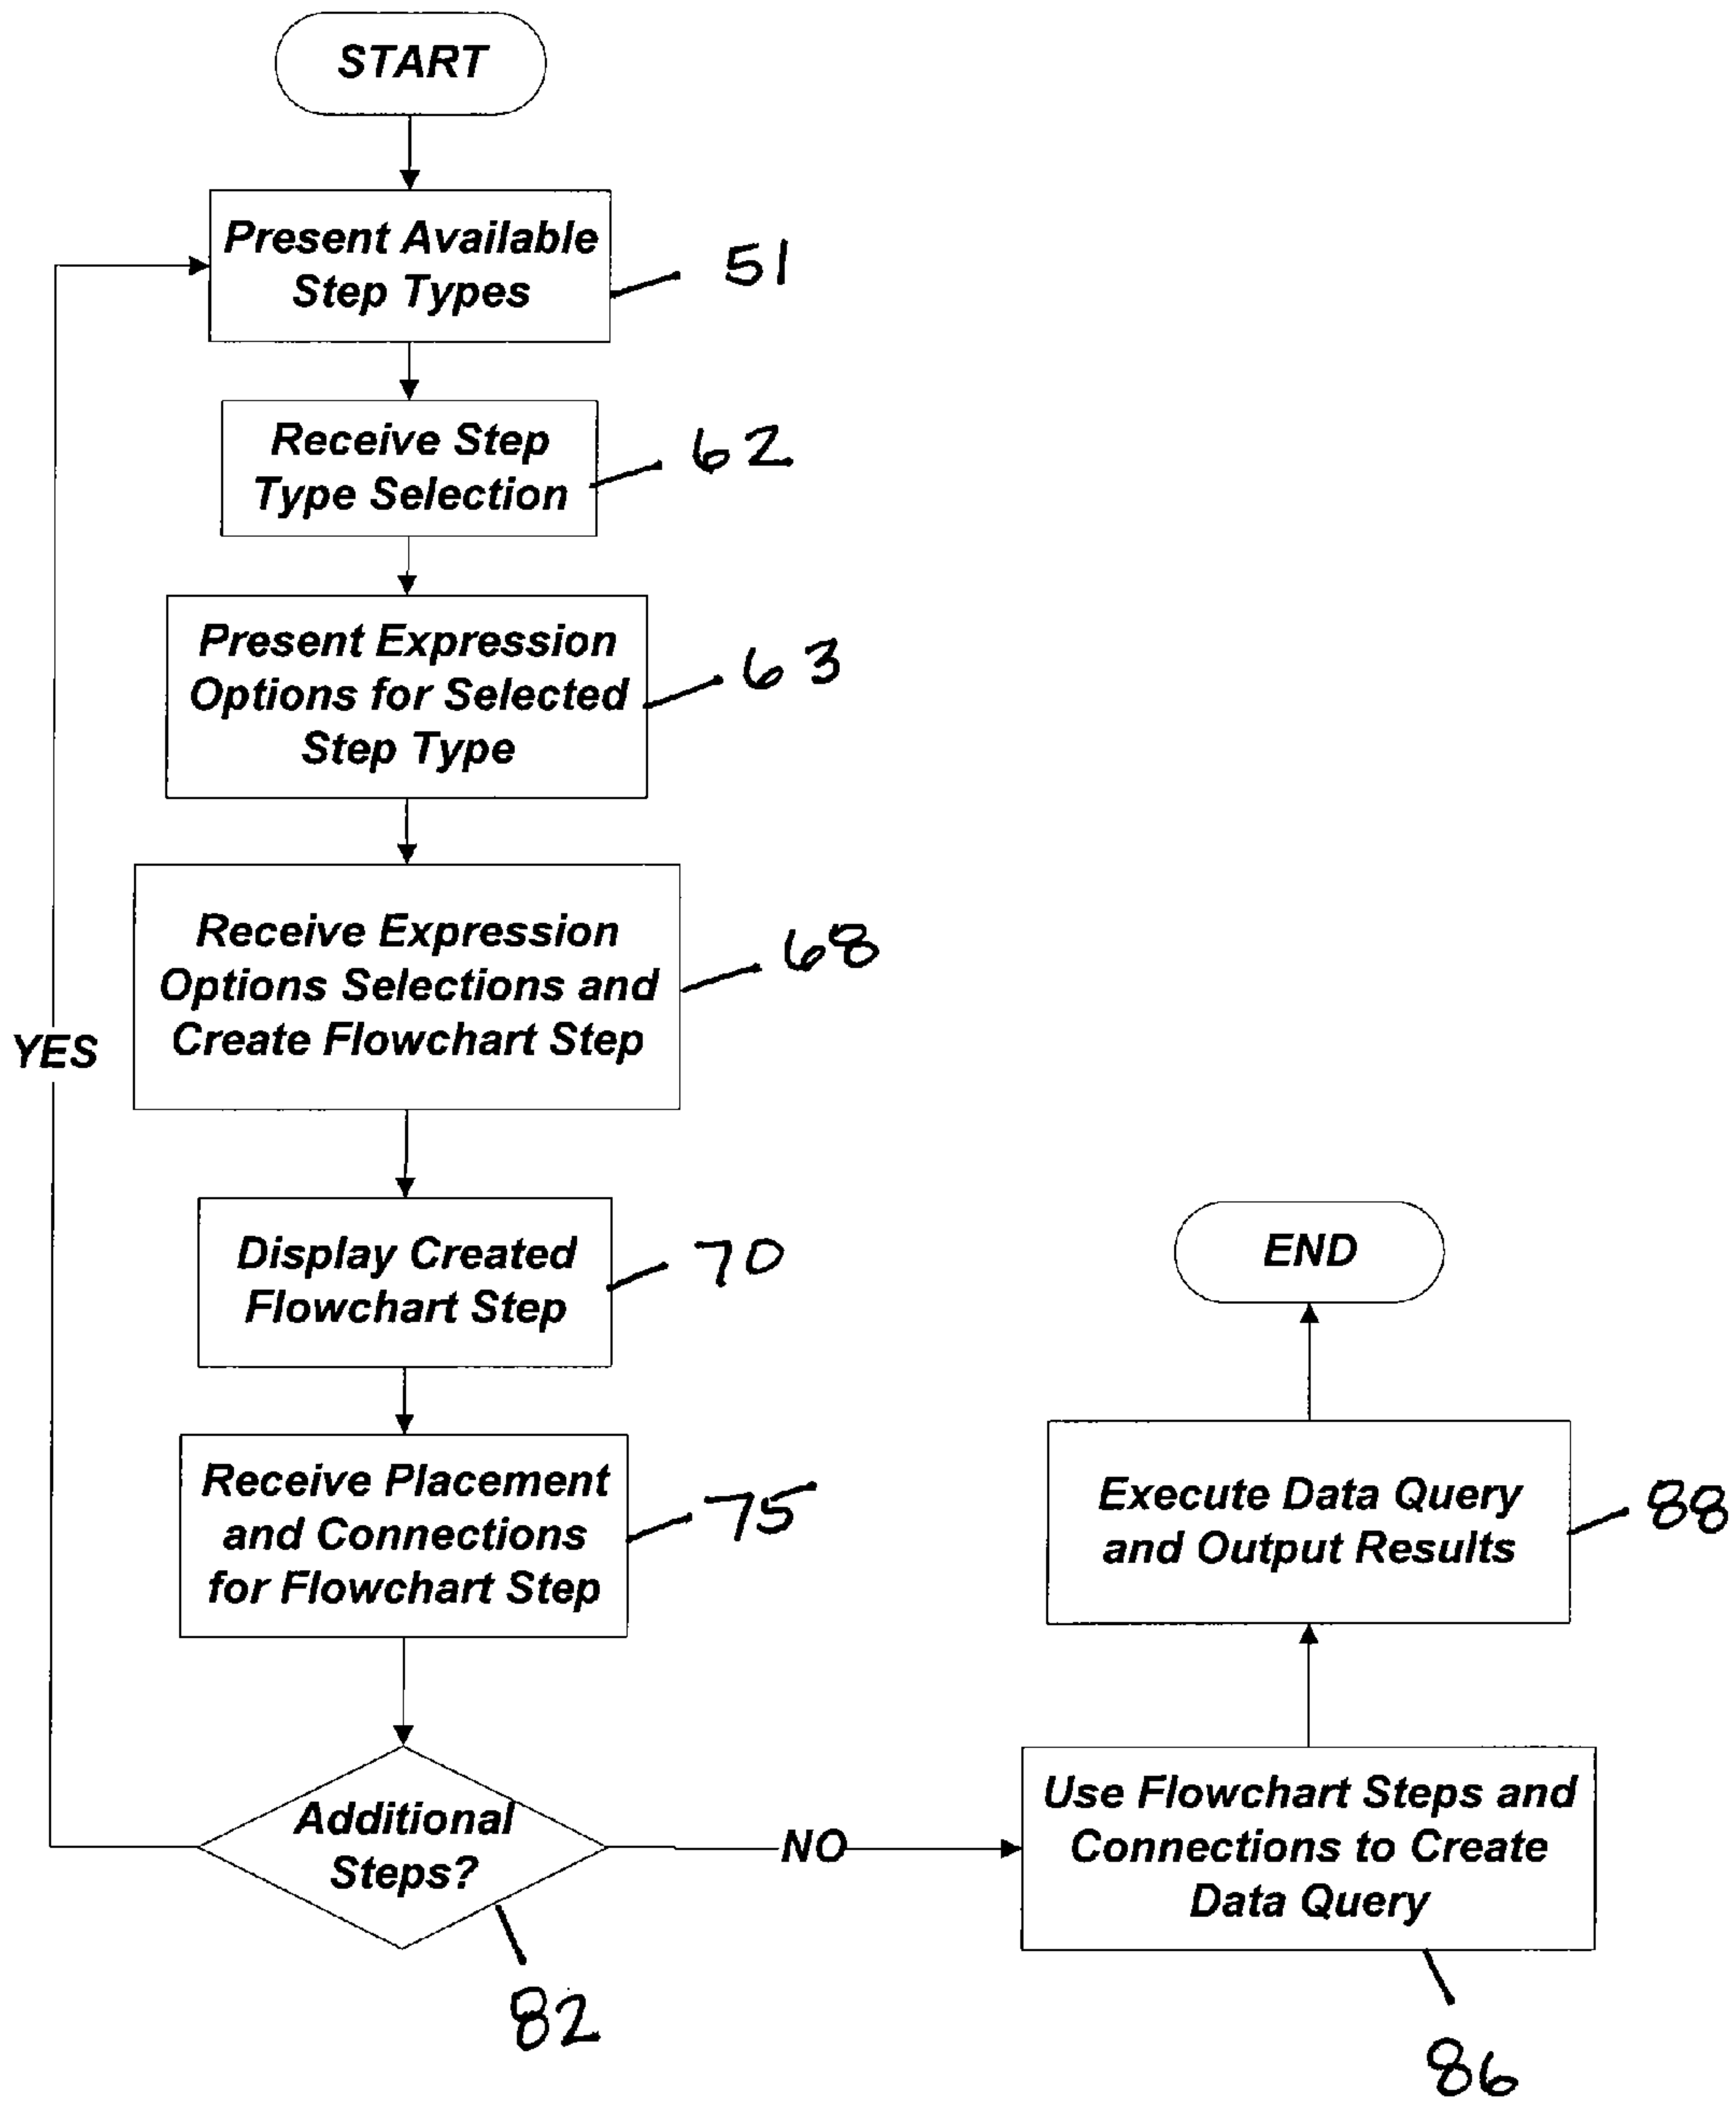 START
Present Available
Step Types
51
Receive Step
Type Selection
62
Present Expression
Options for Selected
Step Type
63
Receive Expression
Options Selections and
Create Flowchart Step
68
YES
Display Created
Flowchart Step
70
Receive Placement
and Connections
for Flowchart Step
75
Additional
Steps?
82
NO
Use Flowchart Steps and
Connections to Create
Data Query
86
Execute Data Query
and Output Results
88
END